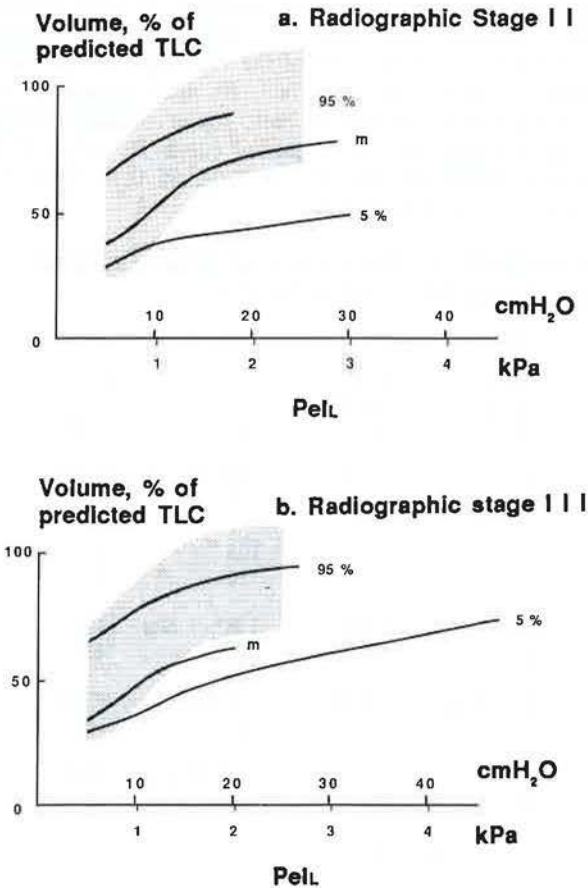 Volume, % of
predicted TLC
a. Radiographic Stage I I
100
95 %
m
50
5 %
0
10 20 30 40
cmH₂O
1 2 3 4
kPa
PelL
Volume, % of
predicted TLC
b. Radiographic stage I I I
100
95 %
5 %
m
50
0
10 20 30 40
cmH₂O
1 2 3 4
kPa
PelL